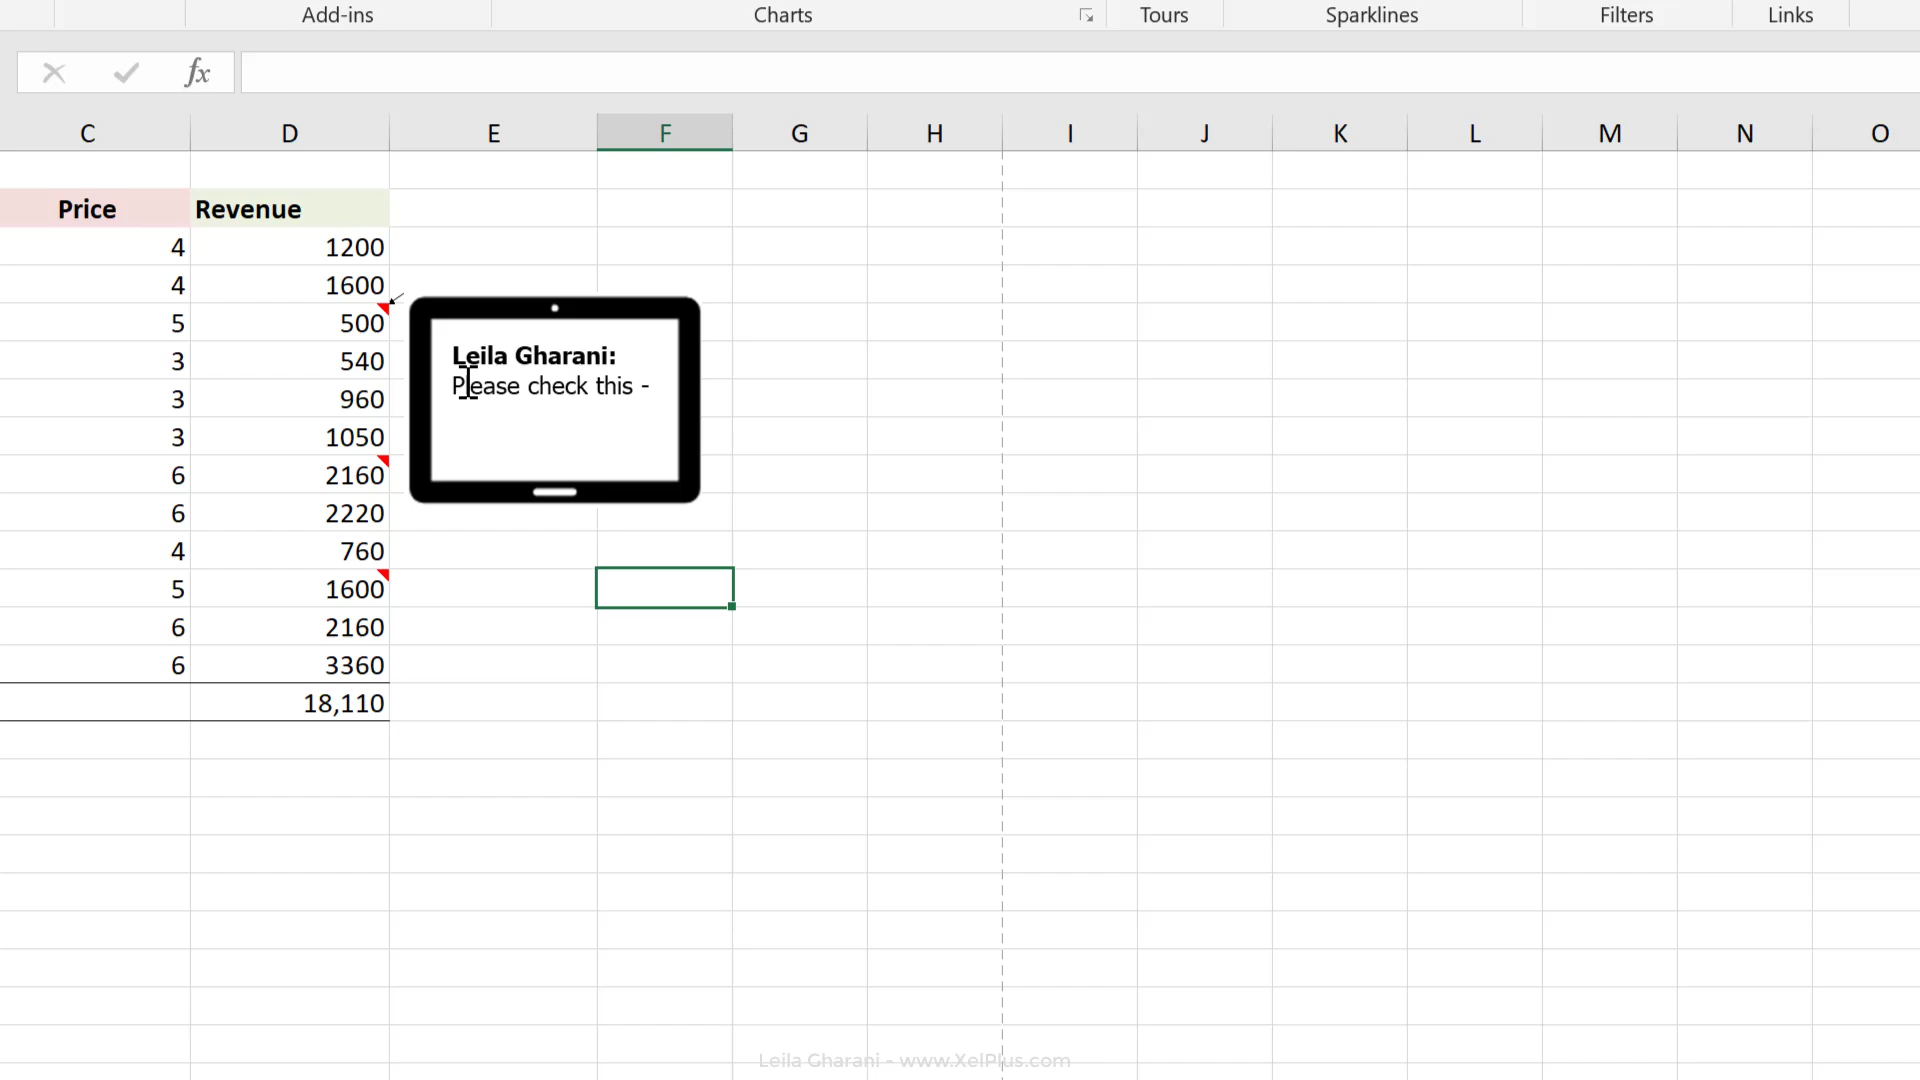 Add-ins Charts Tours Sparklines Filters Links
fx
C D E F G H I J K L M N O
Price Revenue
4 1200
4 1600
5 500
3 540
3 960
3 1050
6 2160
6 2220
4 760
5 1600
6 2160
6 3360
18,110
Leila Gharani:
Please check this -
Leila Gharani - www.XelPlus.com